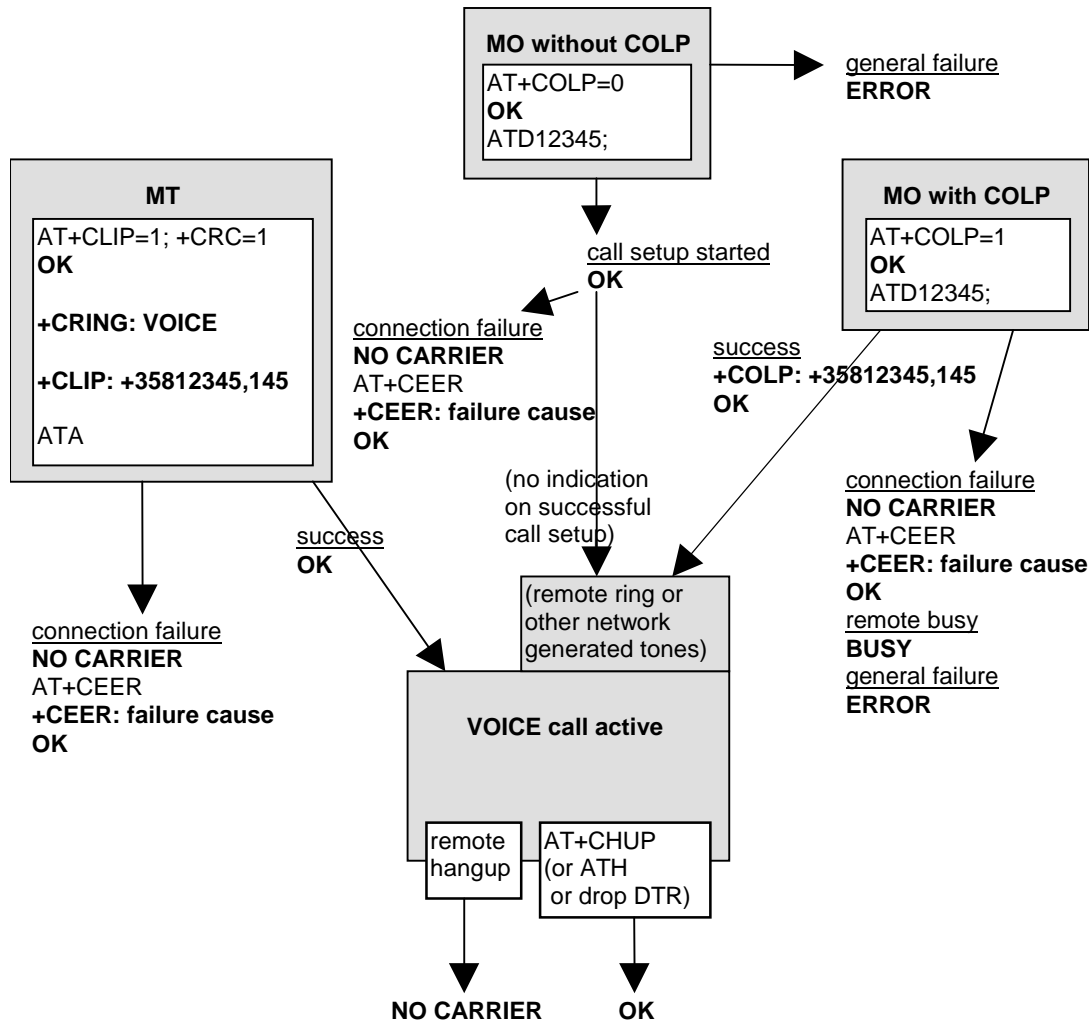 MO without COLP
AT+COLP=0
OK
ATD12345;
general failure
ERROR
MT
AT+CLIP=1; +CRC=1
OK
+CRING: VOICE
+CLIP: +35812345,145
ATA
MO with COLP
AT+COLP=1
OK
ATD12345;
call setup started
OK
connection failure
NO CARRIER
AT+CEER
+CEER: failure cause
OK
success
+COLP: +35812345,145
OK
(no indication
on successful
call setup)
success
OK
connection failure
NO CARRIER
AT+CEER
+CEER: failure cause
OK
remote busy
BUSY
general failure
ERROR
connection failure
NO CARRIER
AT+CEER
+CEER: failure cause
OK
(remote ring or
other network
generated tones)
VOICE call active
remote
hangup
AT+CHUP
(or ATH
or drop DTR)
NO CARRIER
OK